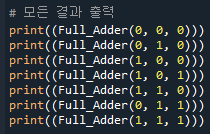 # 모든 결과 출력
print((Full_Adder(0, 0, 0)))
print((Full_Adder(0, 1, 0)))
print((Full_Adder(1, 0, 0)))
print((Full_Adder(1, 0, 1)))
print((Full_Adder(1, 1, 0)))
print((Full_Adder(0, 1, 1)))
print((Full_Adder(1, 1, 1)))